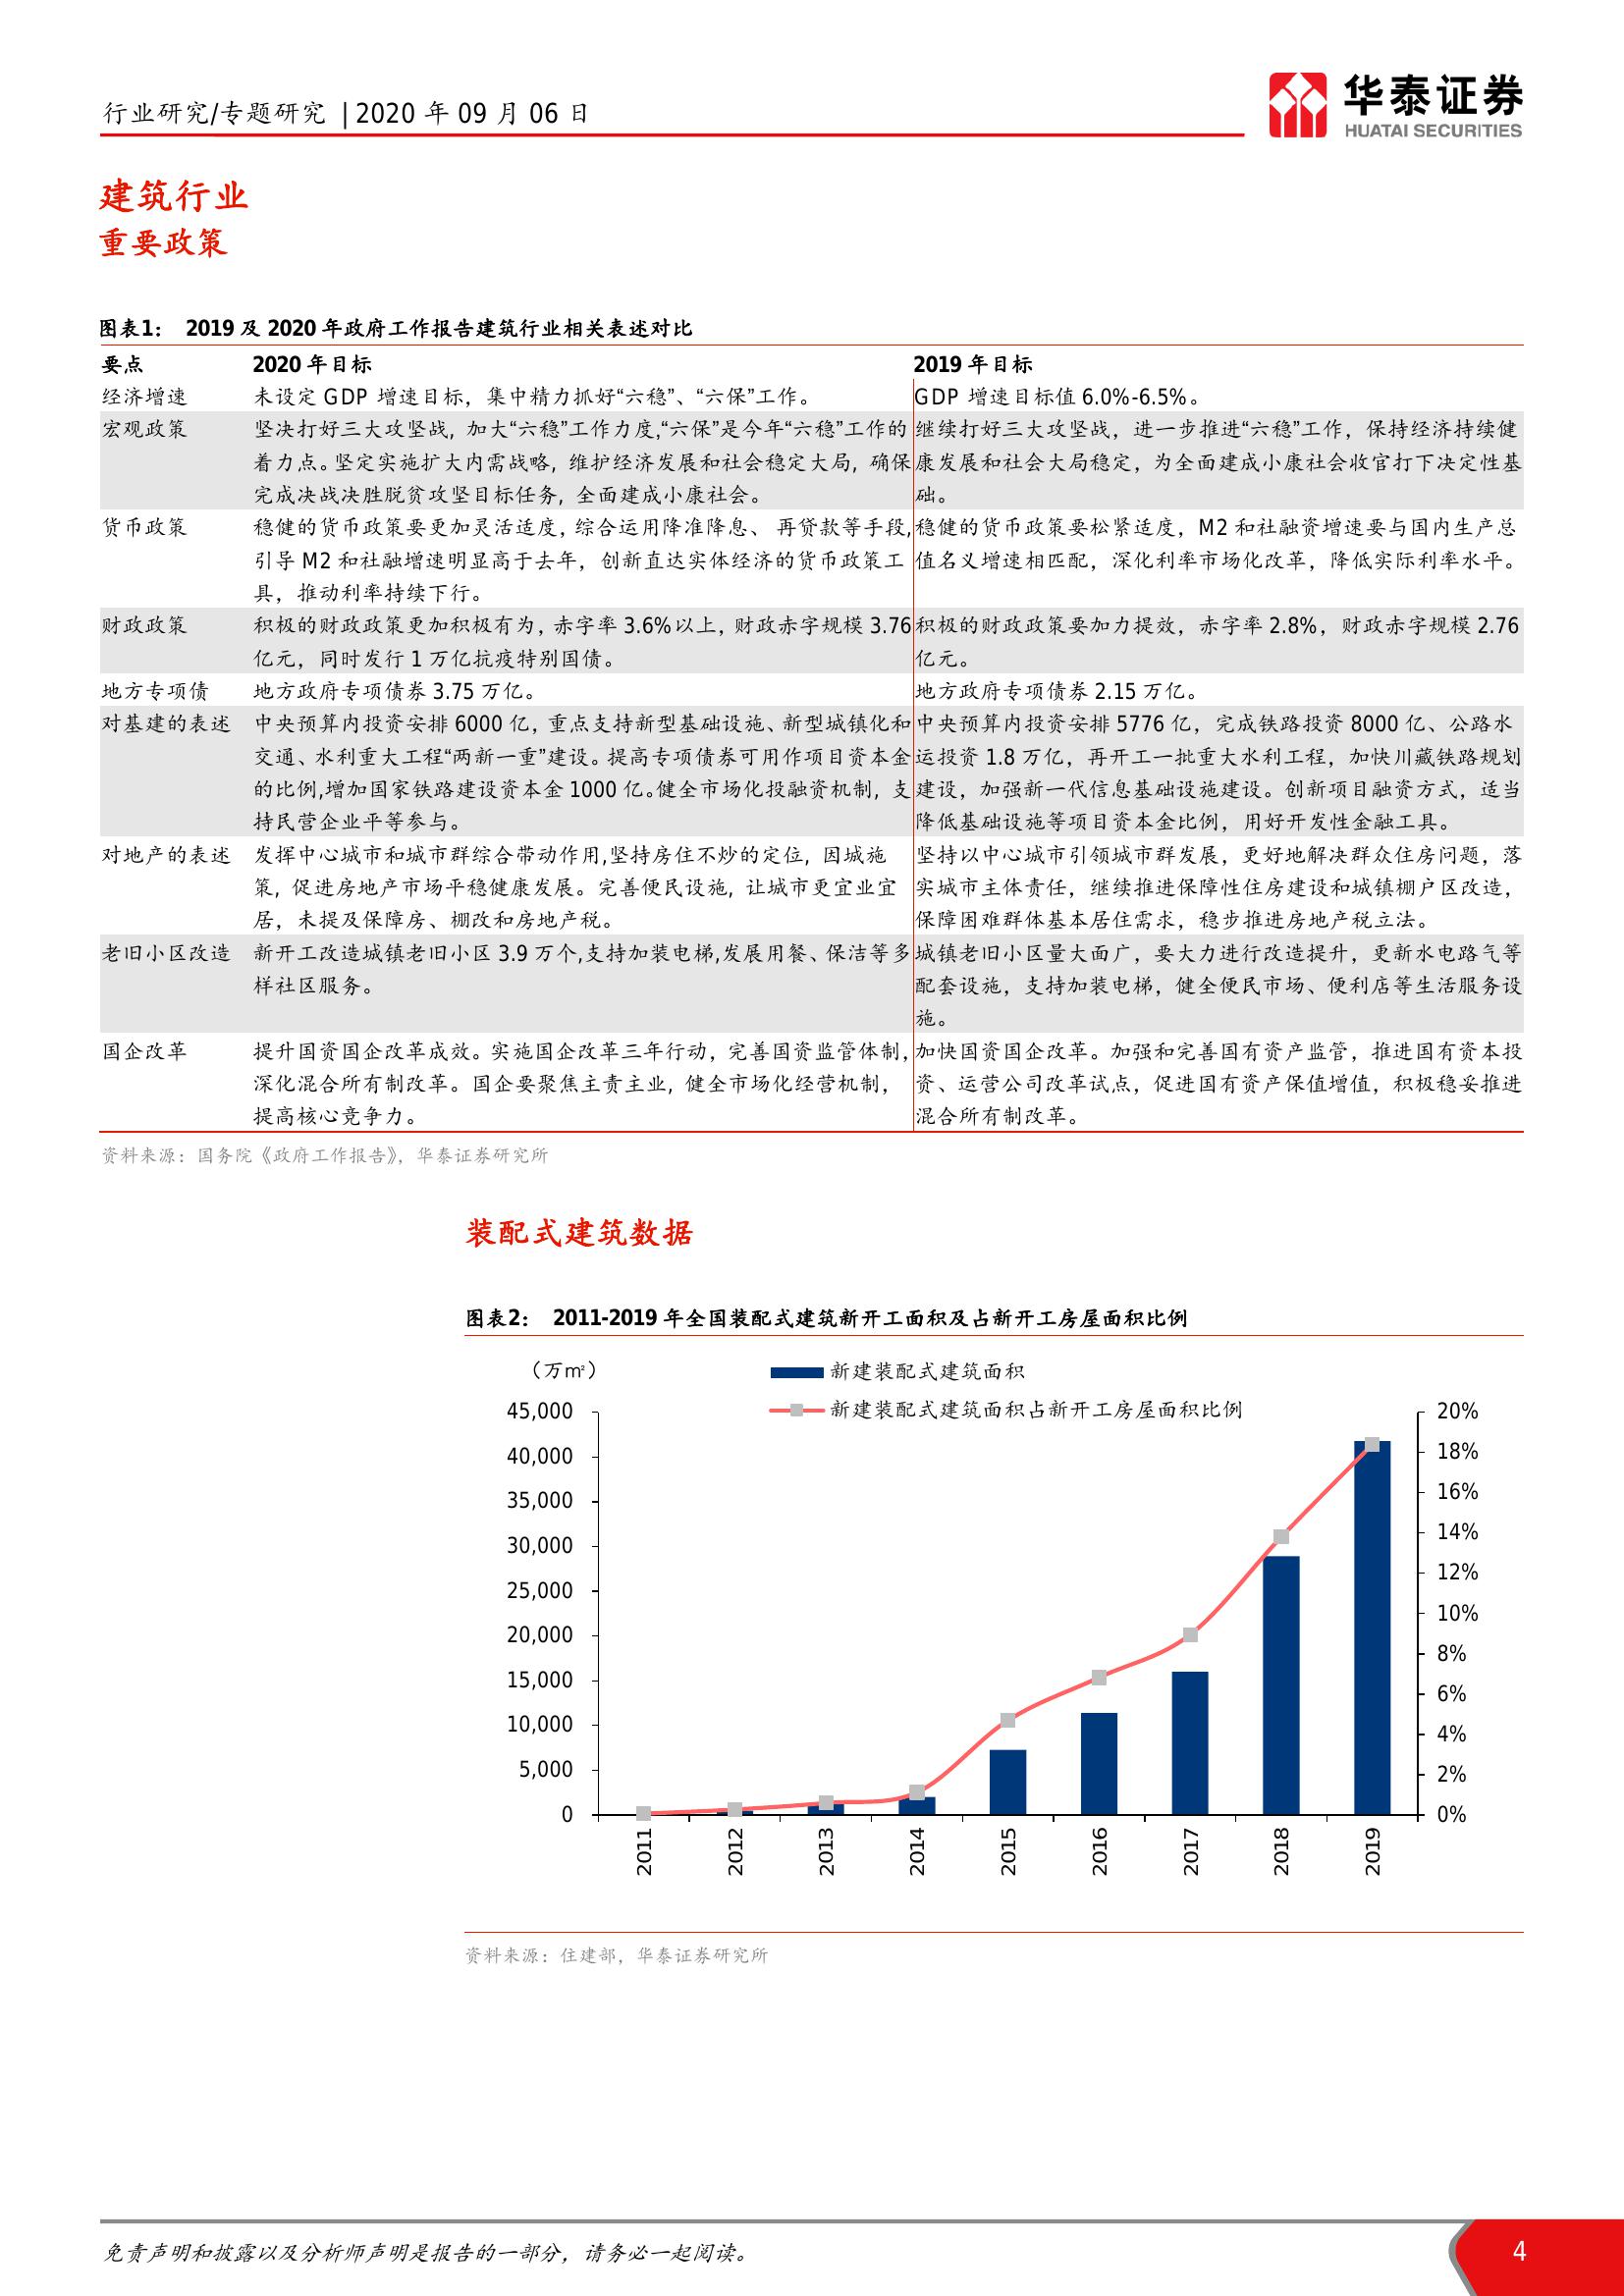 行业研究/专题研究 | 2020 年 09 月 06 日
华泰证券
HUATAI SECURITIES
建筑行业
重要政策
图表1： 2019 及 2020 年政府工作报告建筑行业相关表述对比
要点 2020 年目标 2019 年目标
经济增速 未设定 GDP 增速目标，集中精力抓好“六稳”、“六保”工作。 GDP 增速目标值 6.0%-6.5%。
宏观政策 坚决打好三大攻坚战，加大“六稳”工作力度,“六保”是今年“六稳”工作的 继续打好三大攻坚战，进一步推进“六稳”工作，保持经济持续健
着力点。坚定实施扩大内需战略，维护经济发展和社会稳定大局，确保 康发展和社会大局稳定，为全面建成小康社会收官打下决定性基
完成决战决胜脱贫攻坚目标任务，全面建成小康社会。 础。
货币政策 稳健的货币政策要更加灵活适度，综合运用降准降息、 再贷款等手段, 稳健的货币政策要松紧适度，M2 和社融资增速要与国内生产总
引导 M2 和社融增速明显高于去年，创新直达实体经济的货币政策工 值名义增速相匹配，深化利率市场化改革，降低实际利率水平。
具，推动利率持续下行。
财政政策 积极的财政政策更加积极有为，赤字率 3.6%以上，财政赤字规模 3.76 积极的财政政策要加力提效，赤字率 2.8%，财政赤字规模 2.76
亿元，同时发行 1 万亿抗疫特别国债。 亿元。
地方专项债 地方政府专项债券 3.75 万亿。 地方政府专项债券 2.15 万亿。
对基建的表述 中央预算内投资安排 6000 亿，重点支持新型基础设施、新型城镇化和 中央预算内投资安排 5776 亿，完成铁路投资 8000 亿、公路水
交通、水利重大工程“两新一重”建设。提高专项债券可用作项目资本金 运投资 1.8 万亿，再开工一批重大水利工程，加快川藏铁路规划
的比例,增加国家铁路建设资本金 1000 亿。健全市场化投融资机制，支 建设，加强新一代信息基础设施建设。创新项目融资方式，适当
持民营企业平等参与。 降低基础设施等项目资本金比例，用好开发性金融工具。
对地产的表述 发挥中心城市和城市群综合带动作用,坚持房住不炒的定位，因城施 坚持以中心城市引领城市群发展，更好地解决群众住房问题，落
策，促进房地产市场平稳健康发展。完善便民设施，让城市更宜业宜 实城市主体责任，继续推进保障性住房建设和城镇棚户区改造，
居，未提及保障房、棚改和房地产税。 保障困难群体基本居住需求，稳步推进房地产税立法。
老旧小区改造 新开工改造城镇老旧小区 3.9 万个,支持加装电梯,发展用餐、保洁等多 城镇老旧小区量大面广，要大力进行改造提升，更新水电路气等
样社区服务。 配套设施，支持加装电梯，健全便民市场、便利店等生活服务设
施。
国企改革 提升国资国企改革成效。实施国企改革三年行动，完善国资监管体制， 加快国资国企改革。加强和完善国有资产监管，推进国有资本投
深化混合所有制改革。国企要聚焦主责主业，健全市场化经营机制， 资、运营公司改革试点，促进国有资产保值增值，积极稳妥推进
提高核心竞争力。 混合所有制改革。
资料来源：国务院《政府工作报告》，华泰证券研究所
装配式建筑数据
图表2： 2011-2019 年全国装配式建筑新开工面积及占新开工房屋面积比例
（万㎡） 新建装配式建筑面积
新建装配式建筑面积占新开工房屋面积比例
45,000 20%
40,000 18%
35,000 16%
30,000 14%
25,000 12%
20,000 10%
15,000 8%
10,000 6%
5,000 4%
0 2%
0%
2011 2012 2013 2014 2015 2016 2017 2018 2019
资料来源：住建部，华泰证券研究所
免责声明和披露以及分析师声明是报告的一部分，请务必一起阅读。 4